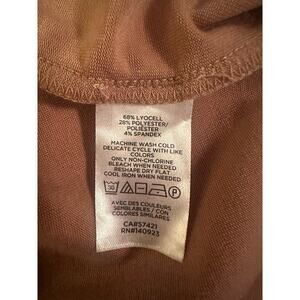 68% LYOCELL
28% POLYESTER/
POLIESTER
4% SPANDEX
MACHINE WASH COLD
DELICATE CYCLE WITH LIKE
COLORS
ONLY NON-CHLORINE
BLEACH WHEN NEEDED
RESHAPE DRY FLAT
COOL IRON WHEN NEEDED
30
P
AVEC DES COULEURS
SEMBLABLES / CON
COLORES SIMILARES
CA#57421
RN#140923